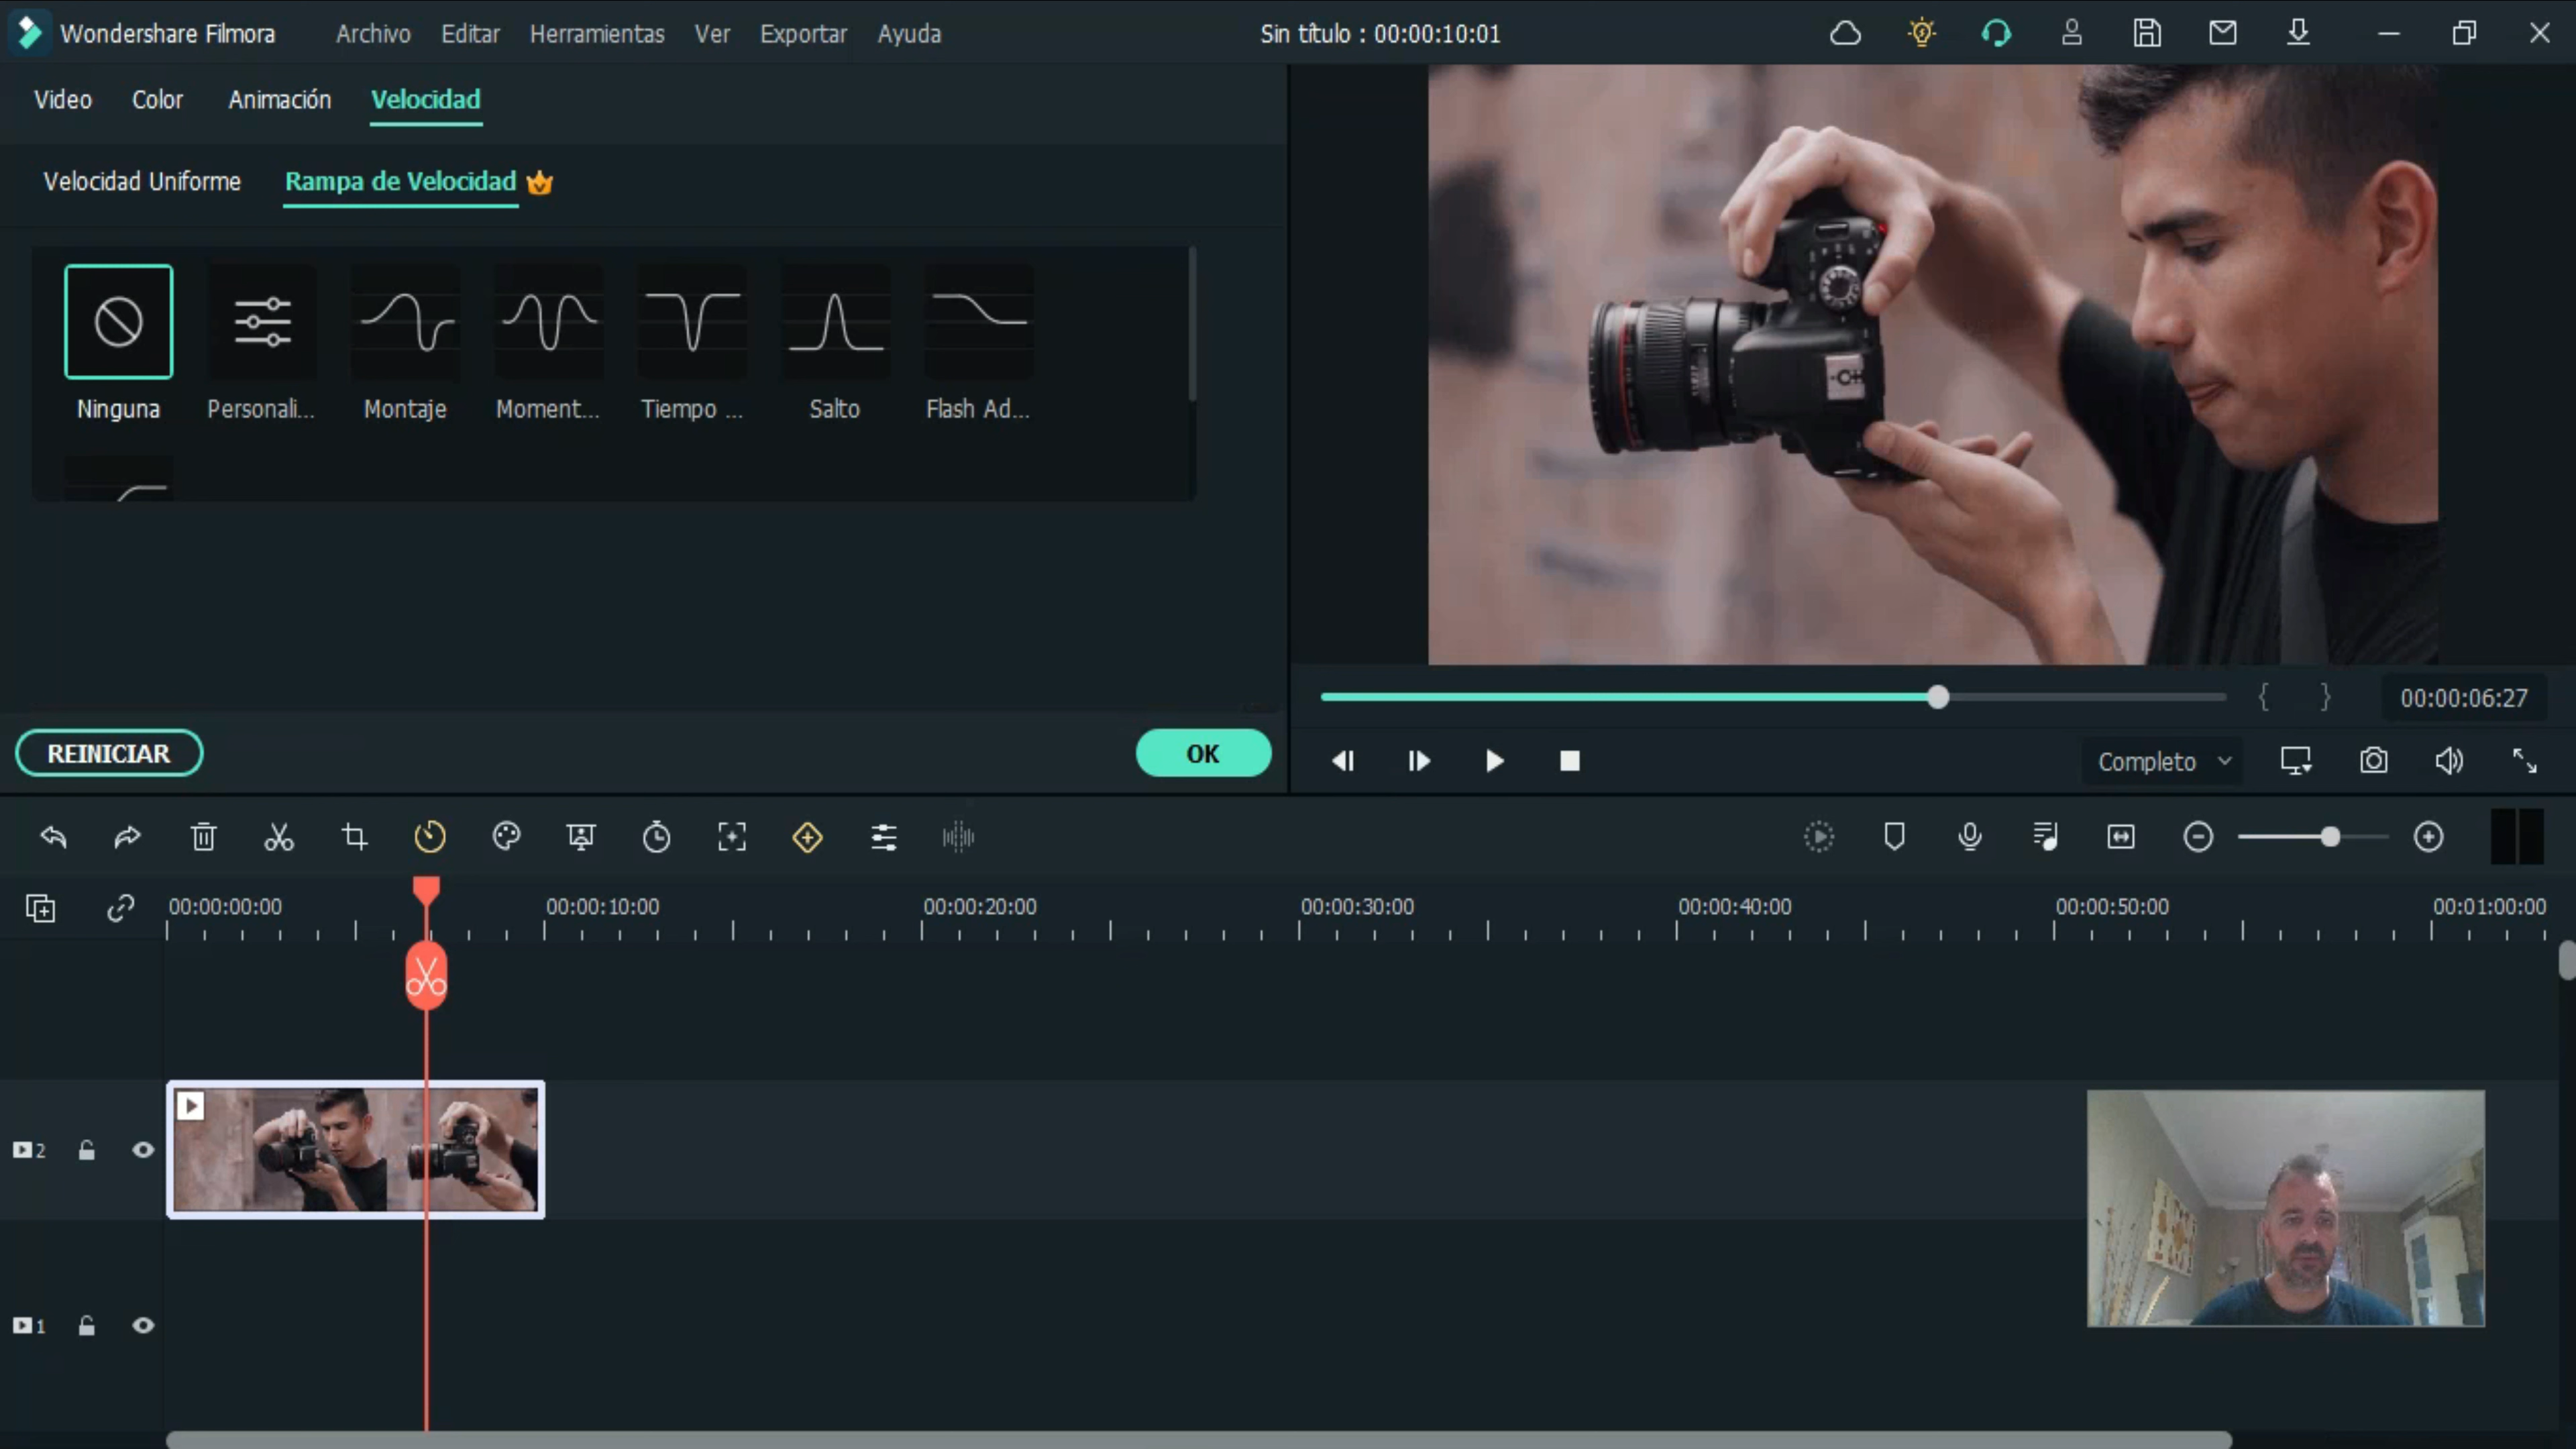 Wondershare Filmora Archivo Editar Herramientas Ver Exportar Ayuda Sin título : 00:00:10:01
Video Color Animación Velocidad
Velocidad Uniforme Rampa de Velocidad
Ninguna Personali... Montaje Moment... Tiempo ... Salto Flash Ad...
00:00:06:27
REINICIAR OK
Completo
00:00:00:00 00:00:10:00 00:00:20:00 00:00:30:00 00:00:40:00 00:00:50:00 00:01:00:00
2
1